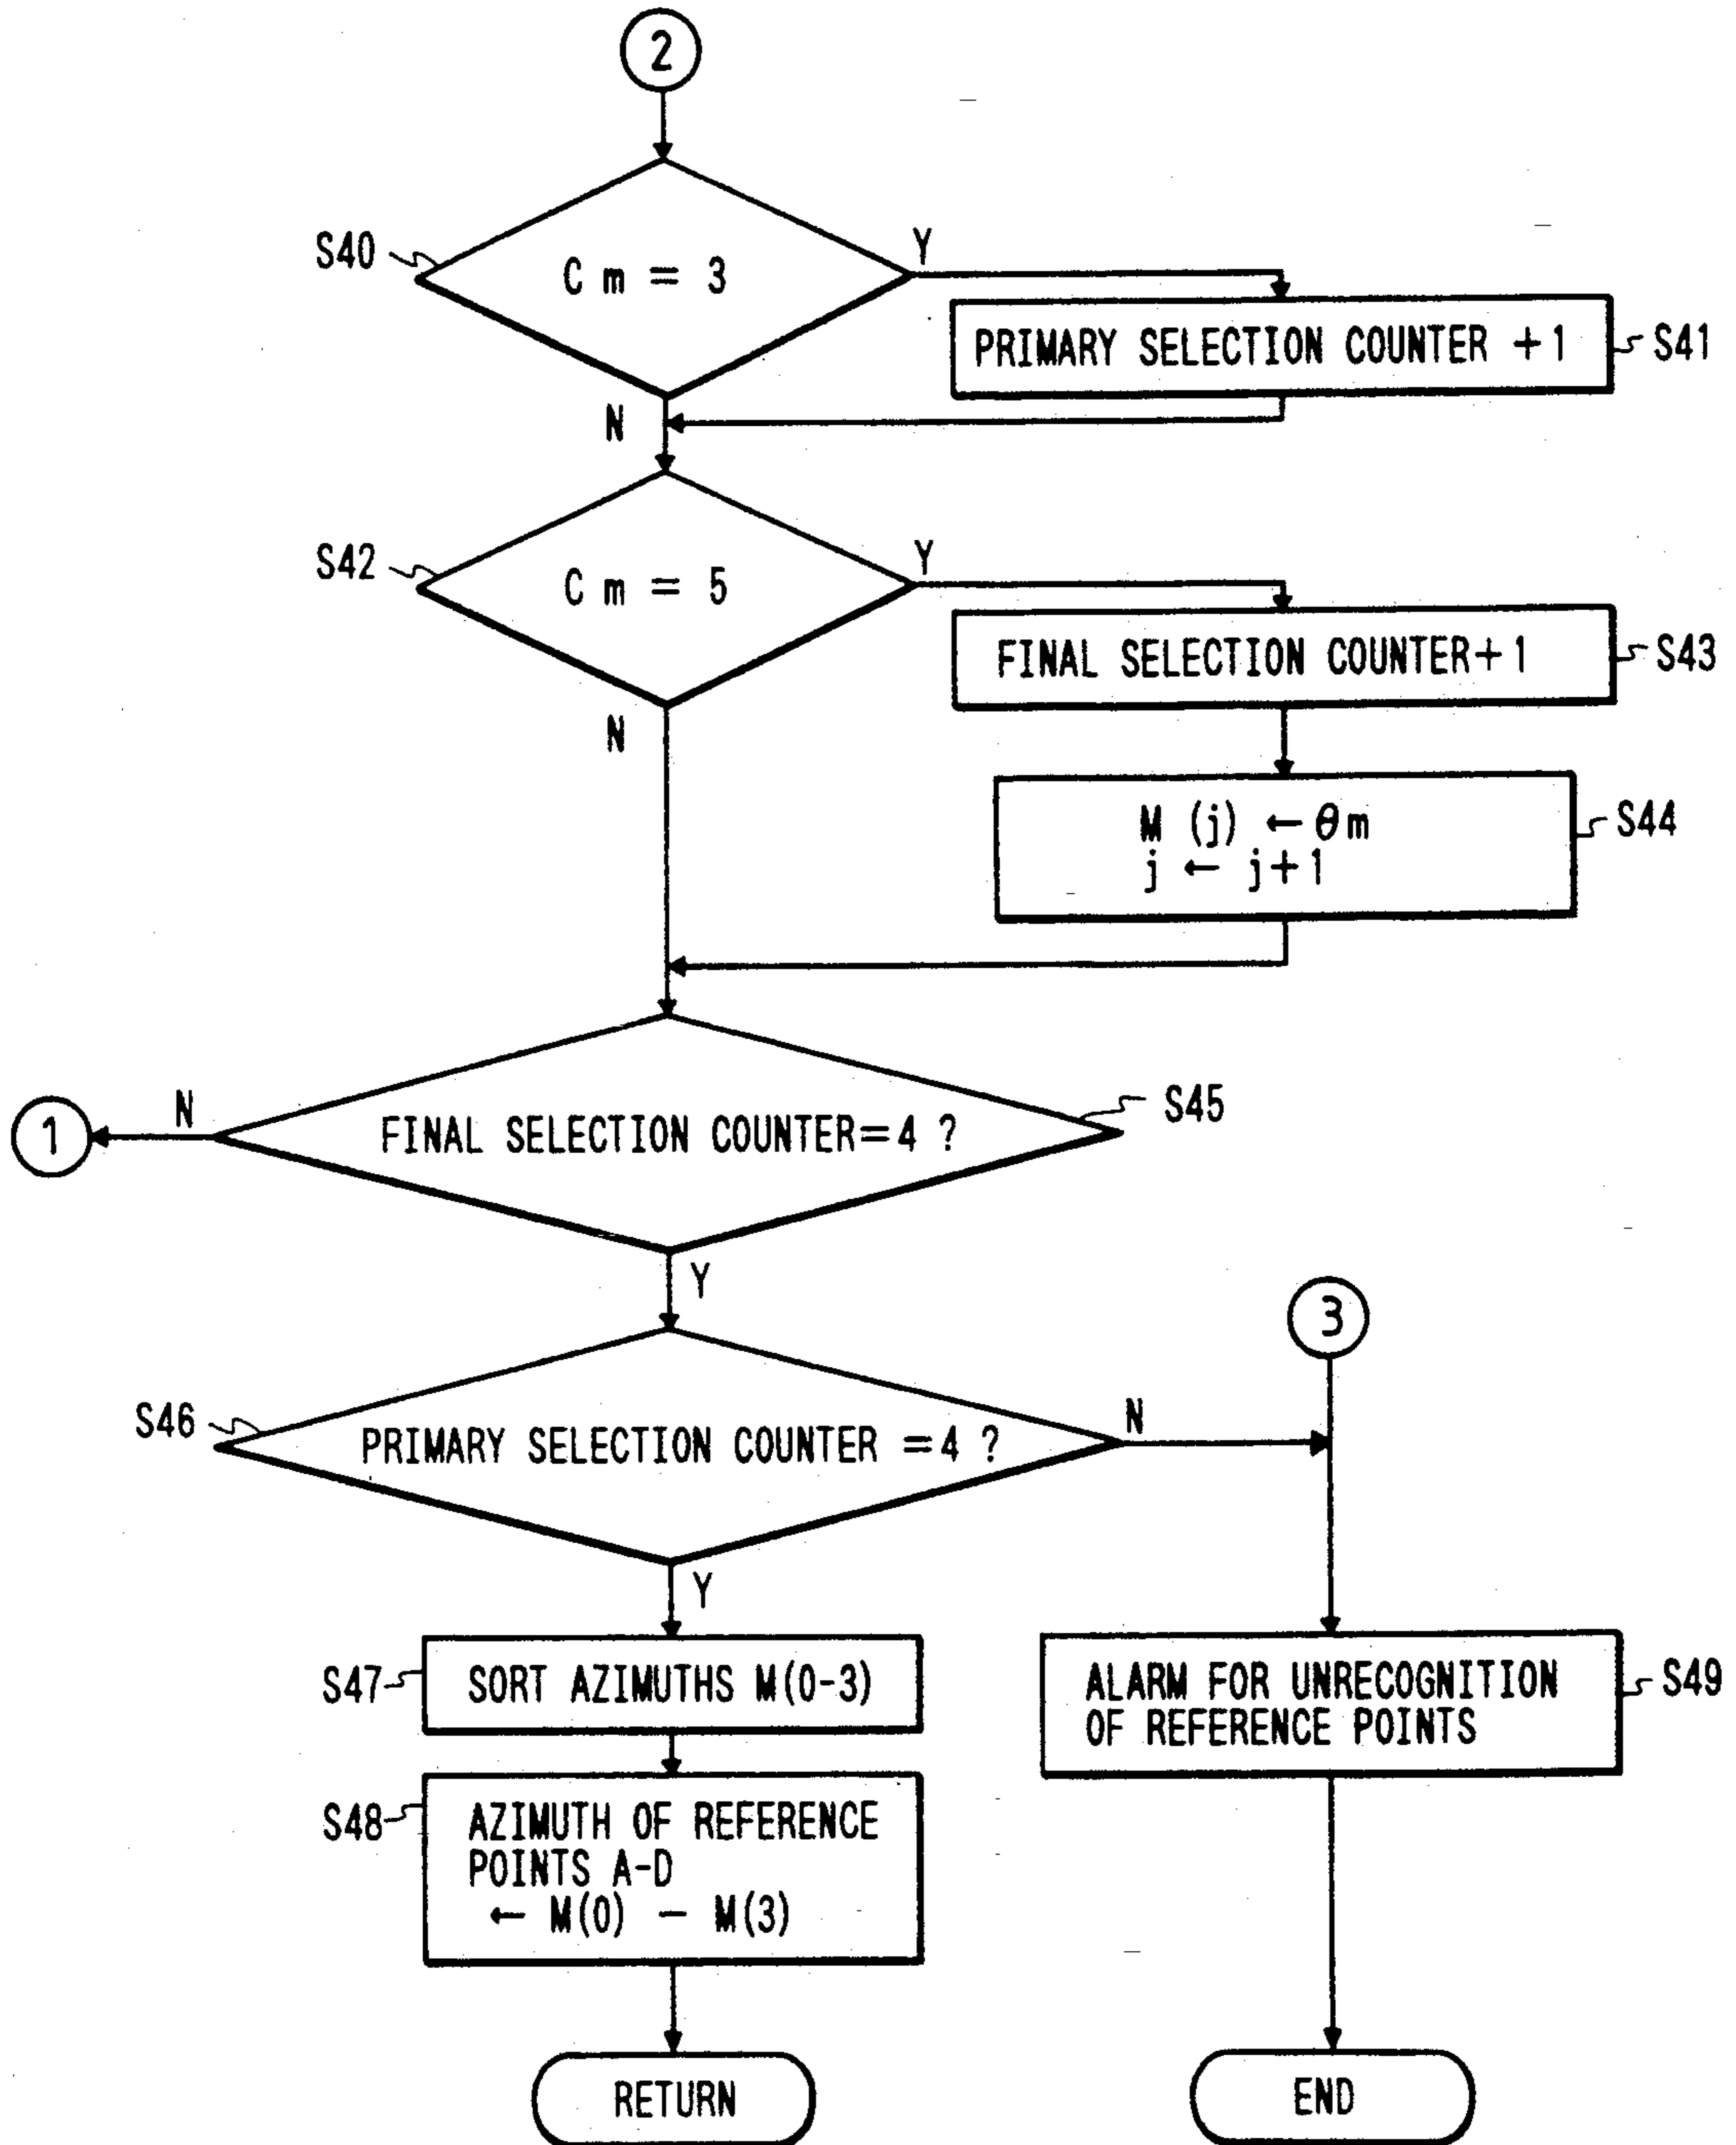 2
S40
C m = 3
Y
PRIMARY SELECTION COUNTER +1
S41
N
S42
C m = 5
Y
FINAL SELECTION COUNTER+1
S43
N
M (j) ← θm
j ← j+1
S44
1
N
FINAL SELECTION COUNTER=4 ?
S45
Y
3
S46
PRIMARY SELECTION COUNTER =4 ?
N
Y
S47
SORT AZIMUTHS M(0-3)
ALARM FOR UNRECOGNITION
OF REFERENCE POINTS
S49
S48
AZIMUTH OF REFERENCE
POINTS A-D
← M(0) - M(3)
RETURN
END